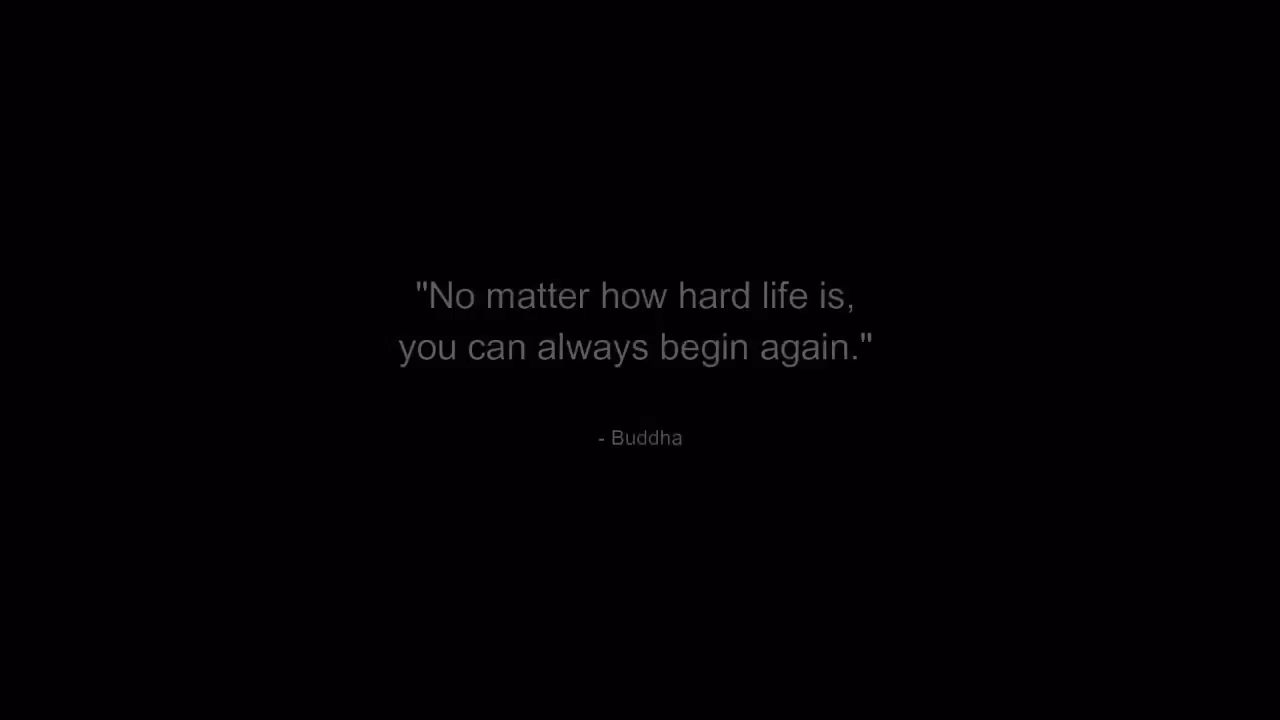 "No matter how hard life is,
you can always begin again."
- Buddha